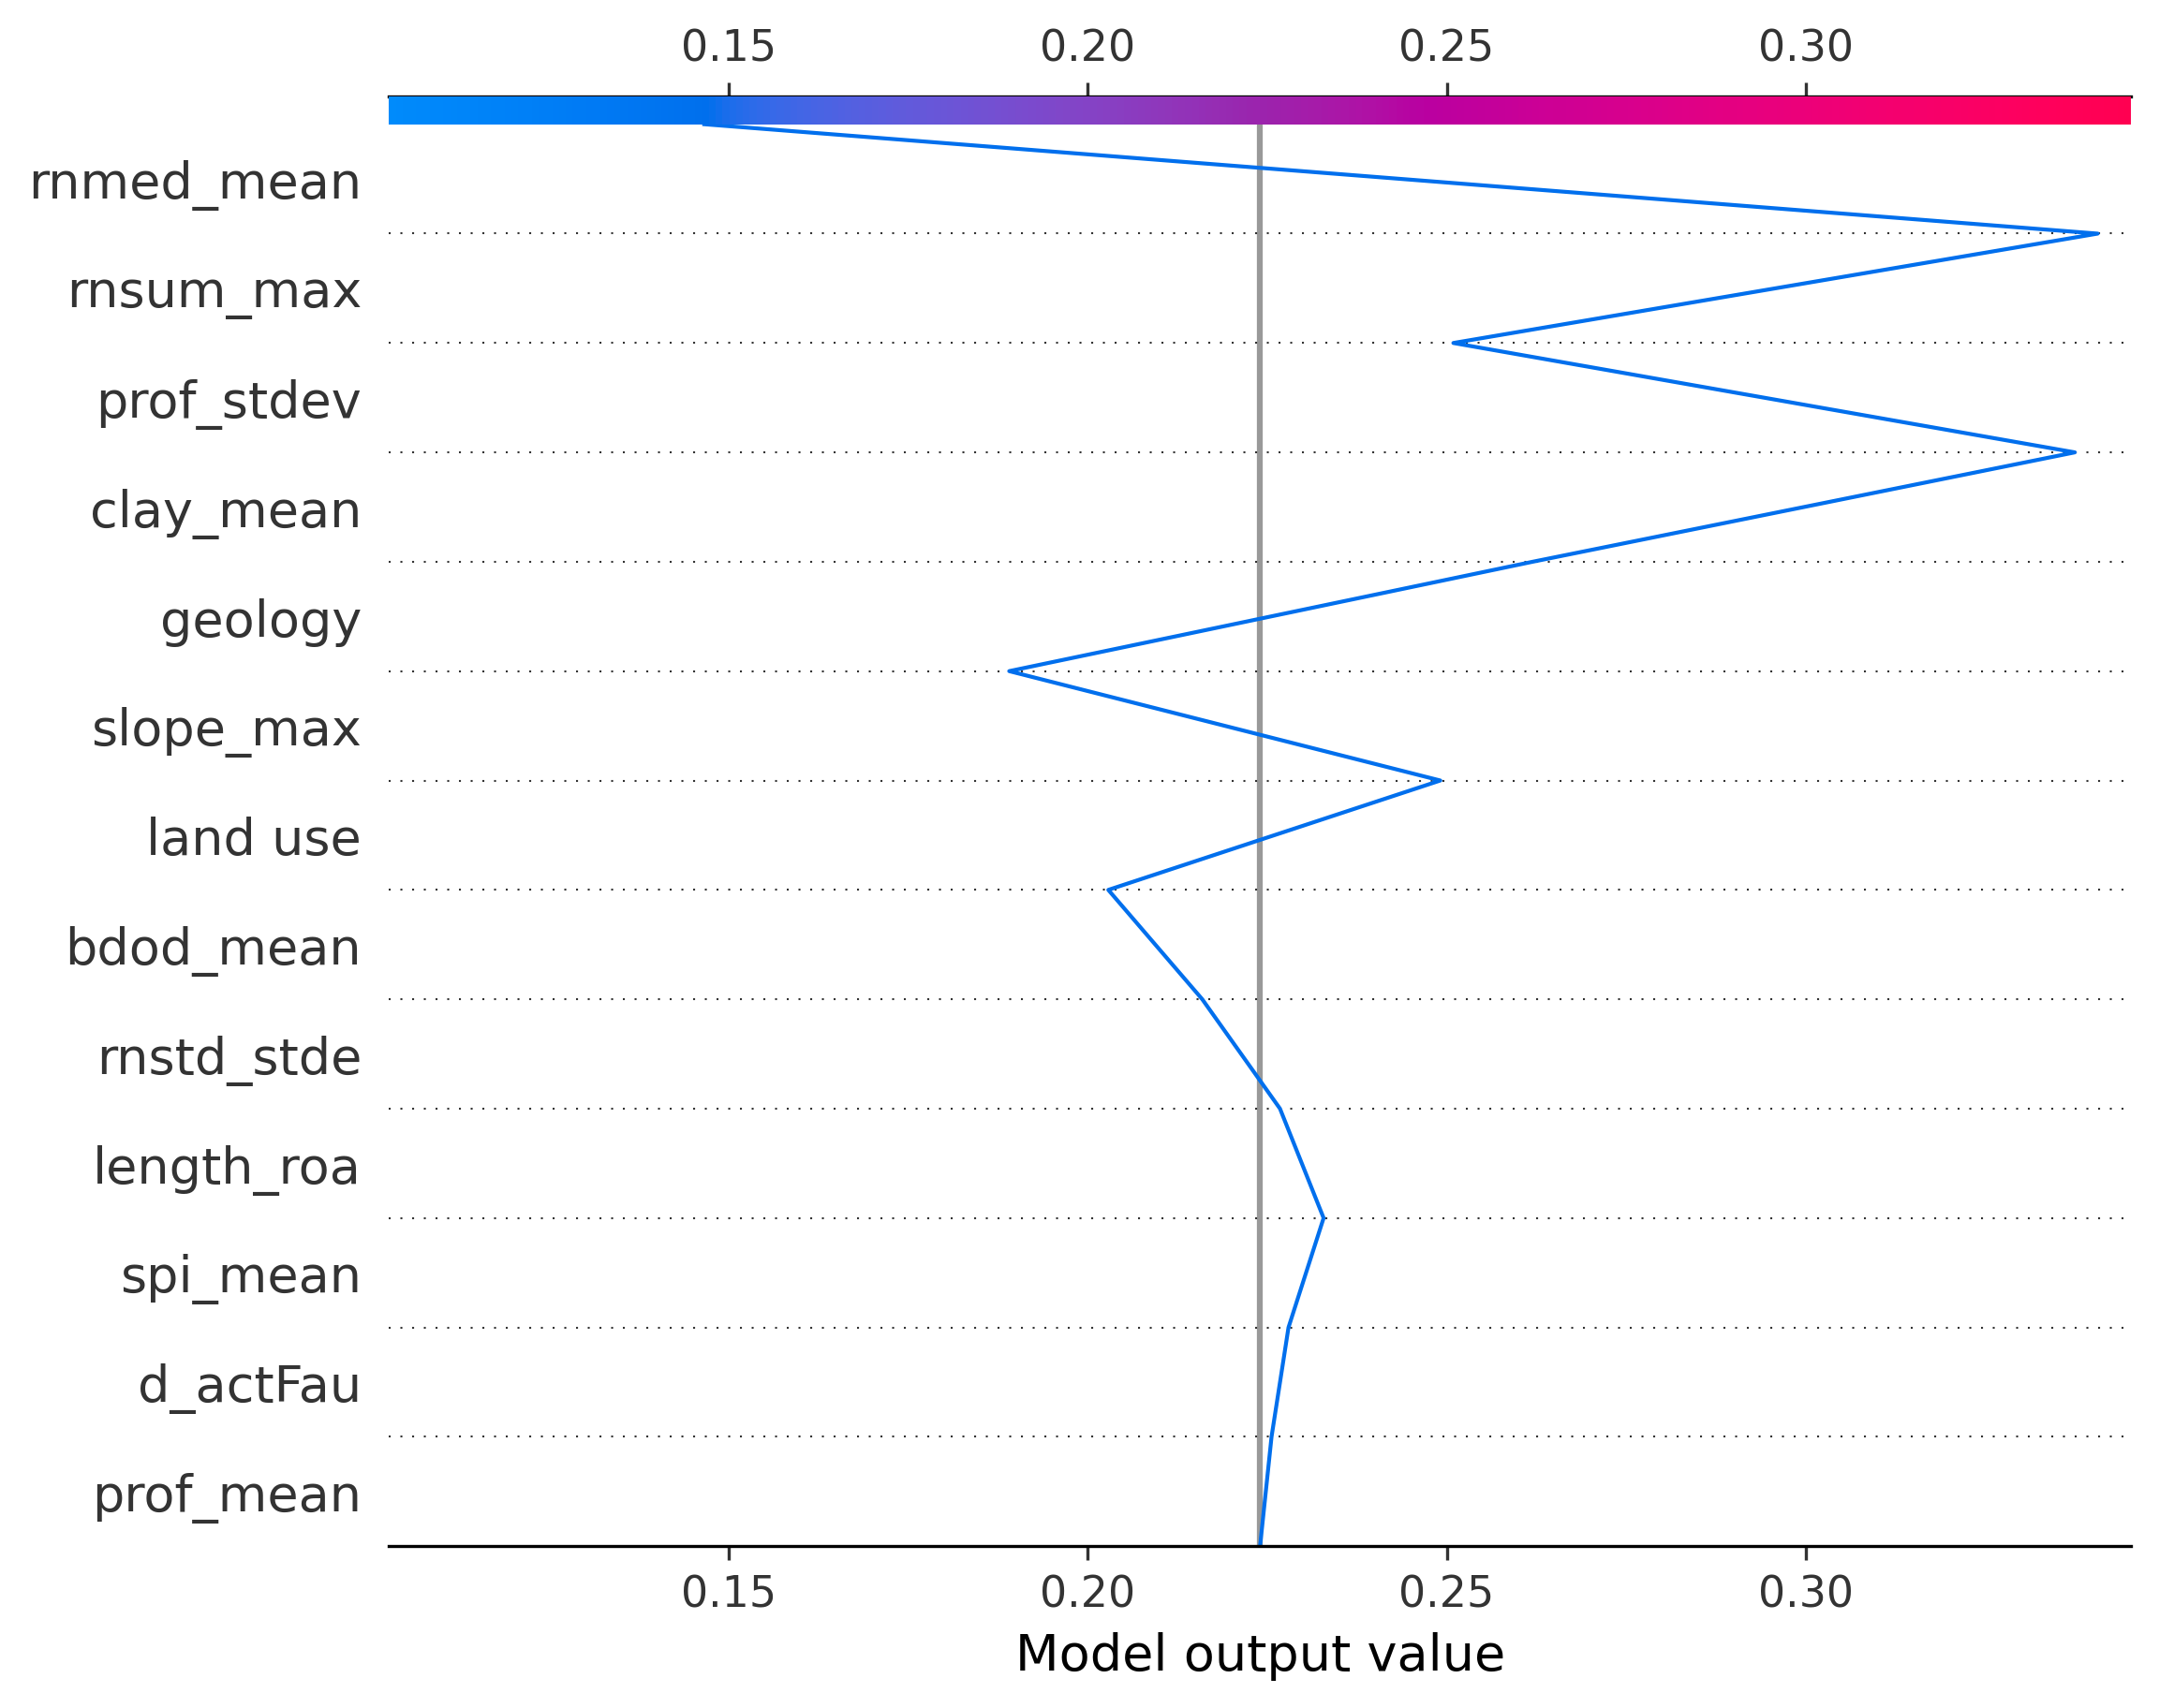 0.15 0.20 0.25 0.30
rnmed_mean
rnsum_max
prof_stdev
clay_mean
geology
slope_max
land use
bdod_mean
rnstd_stde
length_roa
spi_mean
d_actFau
prof_mean
0.15 0.20 0.25 0.30
Model output value